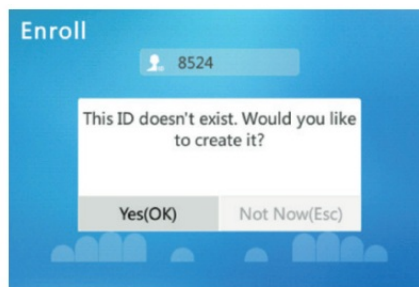 Enroll
8524
This ID doesn't exist. Would you like
to create it?
Yes(OK)
Not Now(Esc)